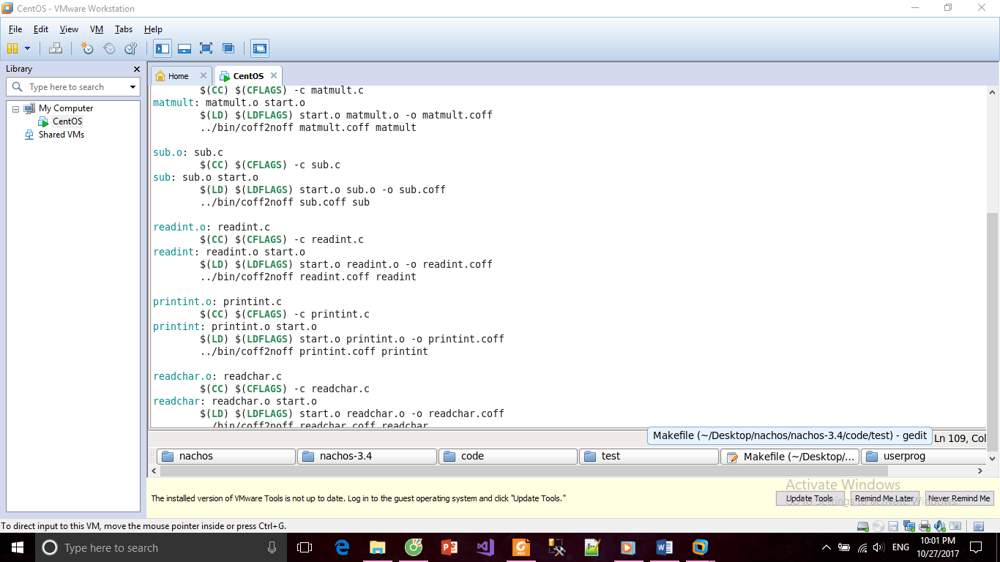 CentOS - VMware Workstation
File Edit View VM Tabs Help
Library
Type here to search
My Computer
CentOS
Shared VMs
Home
CentOS
$(CC) $(CFLAGS) -c matmult.c
matmult: matmult.o start.o
$(LD) $(LDFLAGS) start.o matmult.o -o matmult.coff
../bin/coff2noff matmult.coff matmult
sub.o: sub.c
$(CC) $(CFLAGS) -c sub.c
sub: sub.o start.o
$(LD) $(LDFLAGS) start.o sub.o -o sub.coff
../bin/coff2noff sub.coff sub
readint.o: readint.c
$(CC) $(CFLAGS) -c readint.c
readint: readint.o start.o
$(LD) $(LDFLAGS) start.o readint.o -o readint.coff
../bin/coff2noff readint.coff readint
printint.o: printint.c
$(CC) $(CFLAGS) -c printint.c
printint: printint.o start.o
$(LD) $(LDFLAGS) start.o printint.o -o printint.coff
../bin/coff2noff printint.coff printint
readchar.o: readchar.c
$(CC) $(CFLAGS) -c readchar.c
readchar: readchar.o start.o
$(LD) $(LDFLAGS) start.o readchar.o -o readchar.coff
../bin/coff2noff readchar.coff readchar
Makefile (~/Desktop/nachos/nachos-3.4/code/test) - gedit
Ln 109, Col
nachos
nachos-3.4
code
test
Makefile (~/Desktop/...
userprog
Activate Windows
Go to Settings to activate Windows.
The installed version of VMware Tools is not up to date. Log in to the guest operating system and click "Update Tools."
Update Tools
Remind Me Later
Never Remind Me
To direct input to this VM, move the mouse pointer inside or press Ctrl+G.
Type here to search
ENG
10:01 PM
10/27/2017